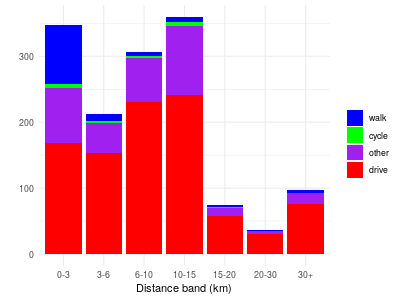 300
200
100
0
0-3 3-6 6-10 10-15 15-20 20-30 30+
Distance band (km)
walk
cycle
other
drive